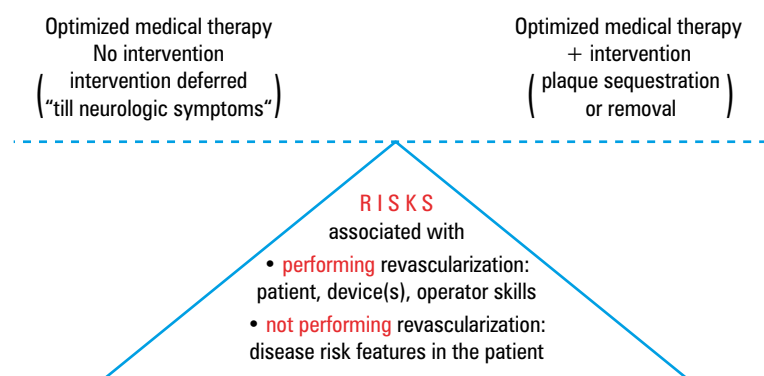 Optimized medical therapy
No intervention
(intervention deferred
“till neurologic symptoms“)
Optimized medical therapy
+ intervention
(plaque sequestration
or removal)
RISKS
associated with
• performing revascularization:
patient, device(s), operator skills
• not performing revascularization:
disease risk features in the patient